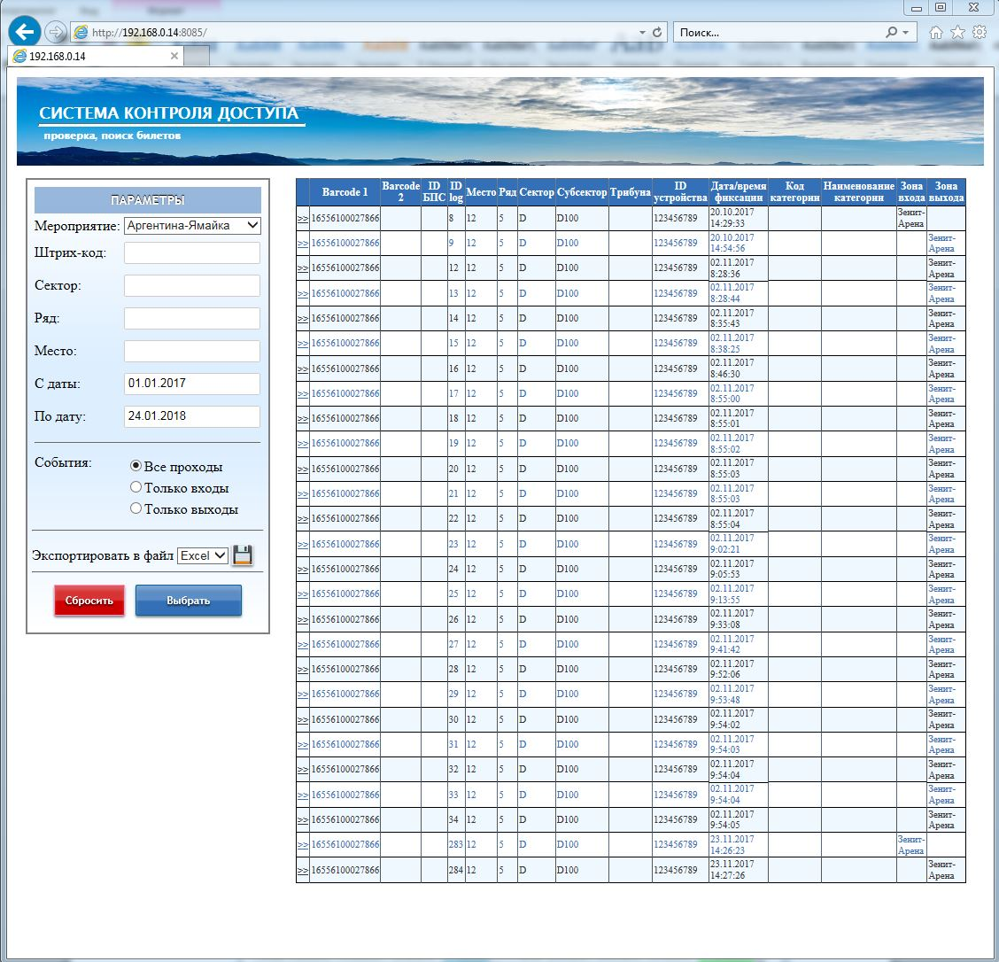 http://192.168.0.14:8085/
Поиск...
192.168.0.14
СИСТЕМА КОНТРОЛЯ ДОСТУПА
проверка, поиск билетов
ПАРАМЕТРЫ
Мероприятие: Аргентина-Ямайка
Штрих-код:
Сектор:
Ряд:
Место:
С даты: 01.01.2017
По дату: 24.01.2018
События: Все проходы
Только входы
Только выходы
Экспортировать в файл Excel
Сбросить Выбрать
Barcode 1 Barcode 2 ID БПС ID log Место Ряд Сектор Субсектор Трибуна ID устройства Дата/время фиксации Код категории Наименование категории Зона входа Зона выхода
>> 16556100027866 8 12 5 D D100 123456789 20.10.2017 14:29:33 Зенит-Арена
>> 16556100027866 9 12 5 D D100 123456789 20.10.2017 14:54:56 Зенит-Арена
>> 16556100027866 12 12 5 D D100 123456789 02.11.2017 8:28:36 Зенит-Арена
>> 16556100027866 13 12 5 D D100 123456789 02.11.2017 8:28:44 Зенит-Арена
>> 16556100027866 14 12 5 D D100 123456789 02.11.2017 8:35:43 Зенит-Арена
>> 16556100027866 15 12 5 D D100 123456789 02.11.2017 8:38:25 Зенит-Арена
>> 16556100027866 16 12 5 D D100 123456789 02.11.2017 8:46:30 Зенит-Арена
>> 16556100027866 17 12 5 D D100 123456789 02.11.2017 8:55:00 Зенит-Арена
>> 16556100027866 18 12 5 D D100 123456789 02.11.2017 8:55:01 Зенит-Арена
>> 16556100027866 19 12 5 D D100 123456789 02.11.2017 8:55:02 Зенит-Арена
>> 16556100027866 20 12 5 D D100 123456789 02.11.2017 8:55:03 Зенит-Арена
>> 16556100027866 21 12 5 D D100 123456789 02.11.2017 8:55:03 Зенит-Арена
>> 16556100027866 22 12 5 D D100 123456789 02.11.2017 8:55:04 Зенит-Арена
>> 16556100027866 23 12 5 D D100 123456789 02.11.2017 9:02:21 Зенит-Арена
>> 16556100027866 24 12 5 D D100 123456789 02.11.2017 9:05:53 Зенит-Арена
>> 16556100027866 25 12 5 D D100 123456789 02.11.2017 9:13:55 Зенит-Арена
>> 16556100027866 26 12 5 D D100 123456789 02.11.2017 9:33:08 Зенит-Арена
>> 16556100027866 27 12 5 D D100 123456789 02.11.2017 9:41:42 Зенит-Арена
>> 16556100027866 28 12 5 D D100 123456789 02.11.2017 9:52:06 Зенит-Арена
>> 16556100027866 29 12 5 D D100 123456789 02.11.2017 9:53:48 Зенит-Арена
>> 16556100027866 30 12 5 D D100 123456789 02.11.2017 9:54:02 Зенит-Арена
>> 16556100027866 31 12 5 D D100 123456789 02.11.2017 9:54:03 Зенит-Арена
>> 16556100027866 32 12 5 D D100 123456789 02.11.2017 9:54:04 Зенит-Арена
>> 16556100027866 33 12 5 D D100 123456789 02.11.2017 9:54:04 Зенит-Арена
>> 16556100027866 34 12 5 D D100 123456789 02.11.2017 9:54:05 Зенит-Арена
>> 16556100027866 283 12 5 D D100 123456789 23.11.2017 14:26:23 Зенит-Арена
>> 16556100027866 284 12 5 D D100 123456789 23.11.2017 14:27:26 Зенит-Арена